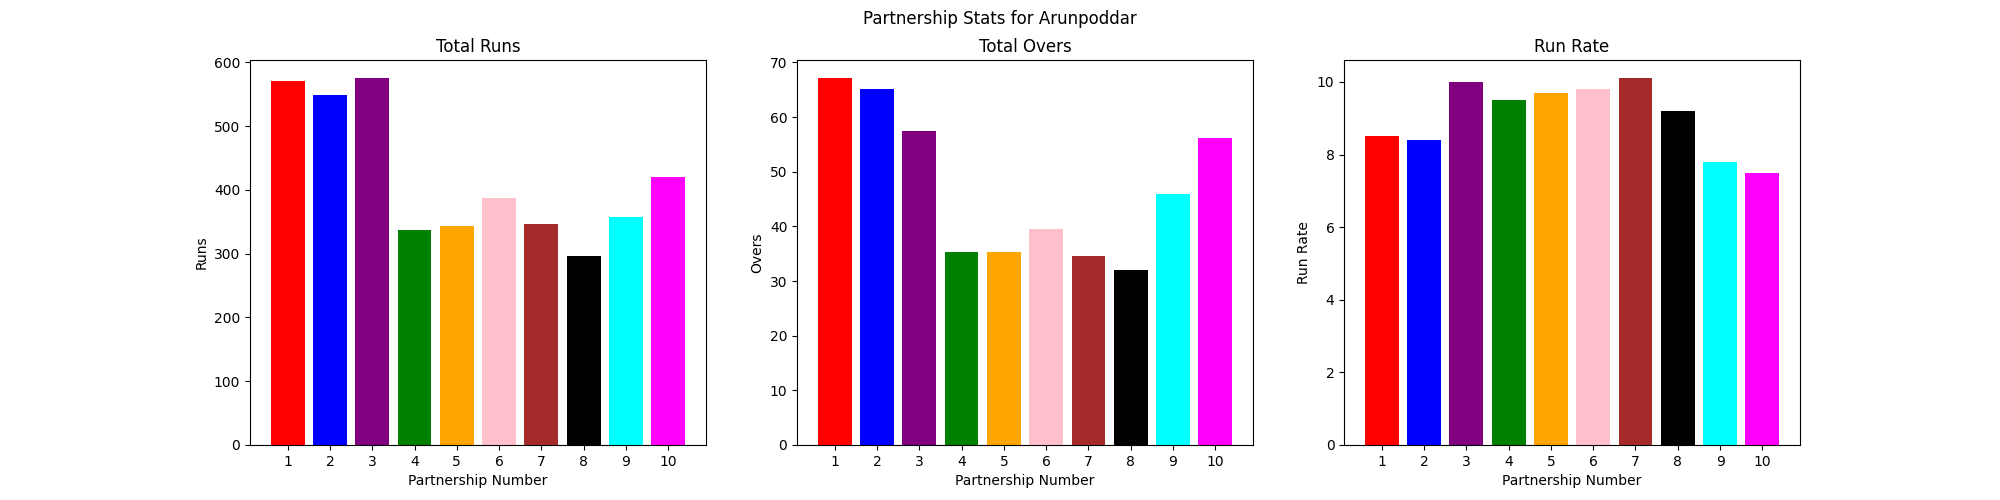 Partnership Stats for Arunpoddar
Total Runs
600
500
400
300
200
100
0
Runs
1 2 3 4 5 6 7 8 9 10
Partnership Number
Total Overs
70
60
50
40
30
20
10
0
Overs
1 2 3 4 5 6 7 8 9 10
Partnership Number
Run Rate
10
8
6
4
2
0
Run Rate
1 2 3 4 5 6 7 8 9 10
Partnership Number